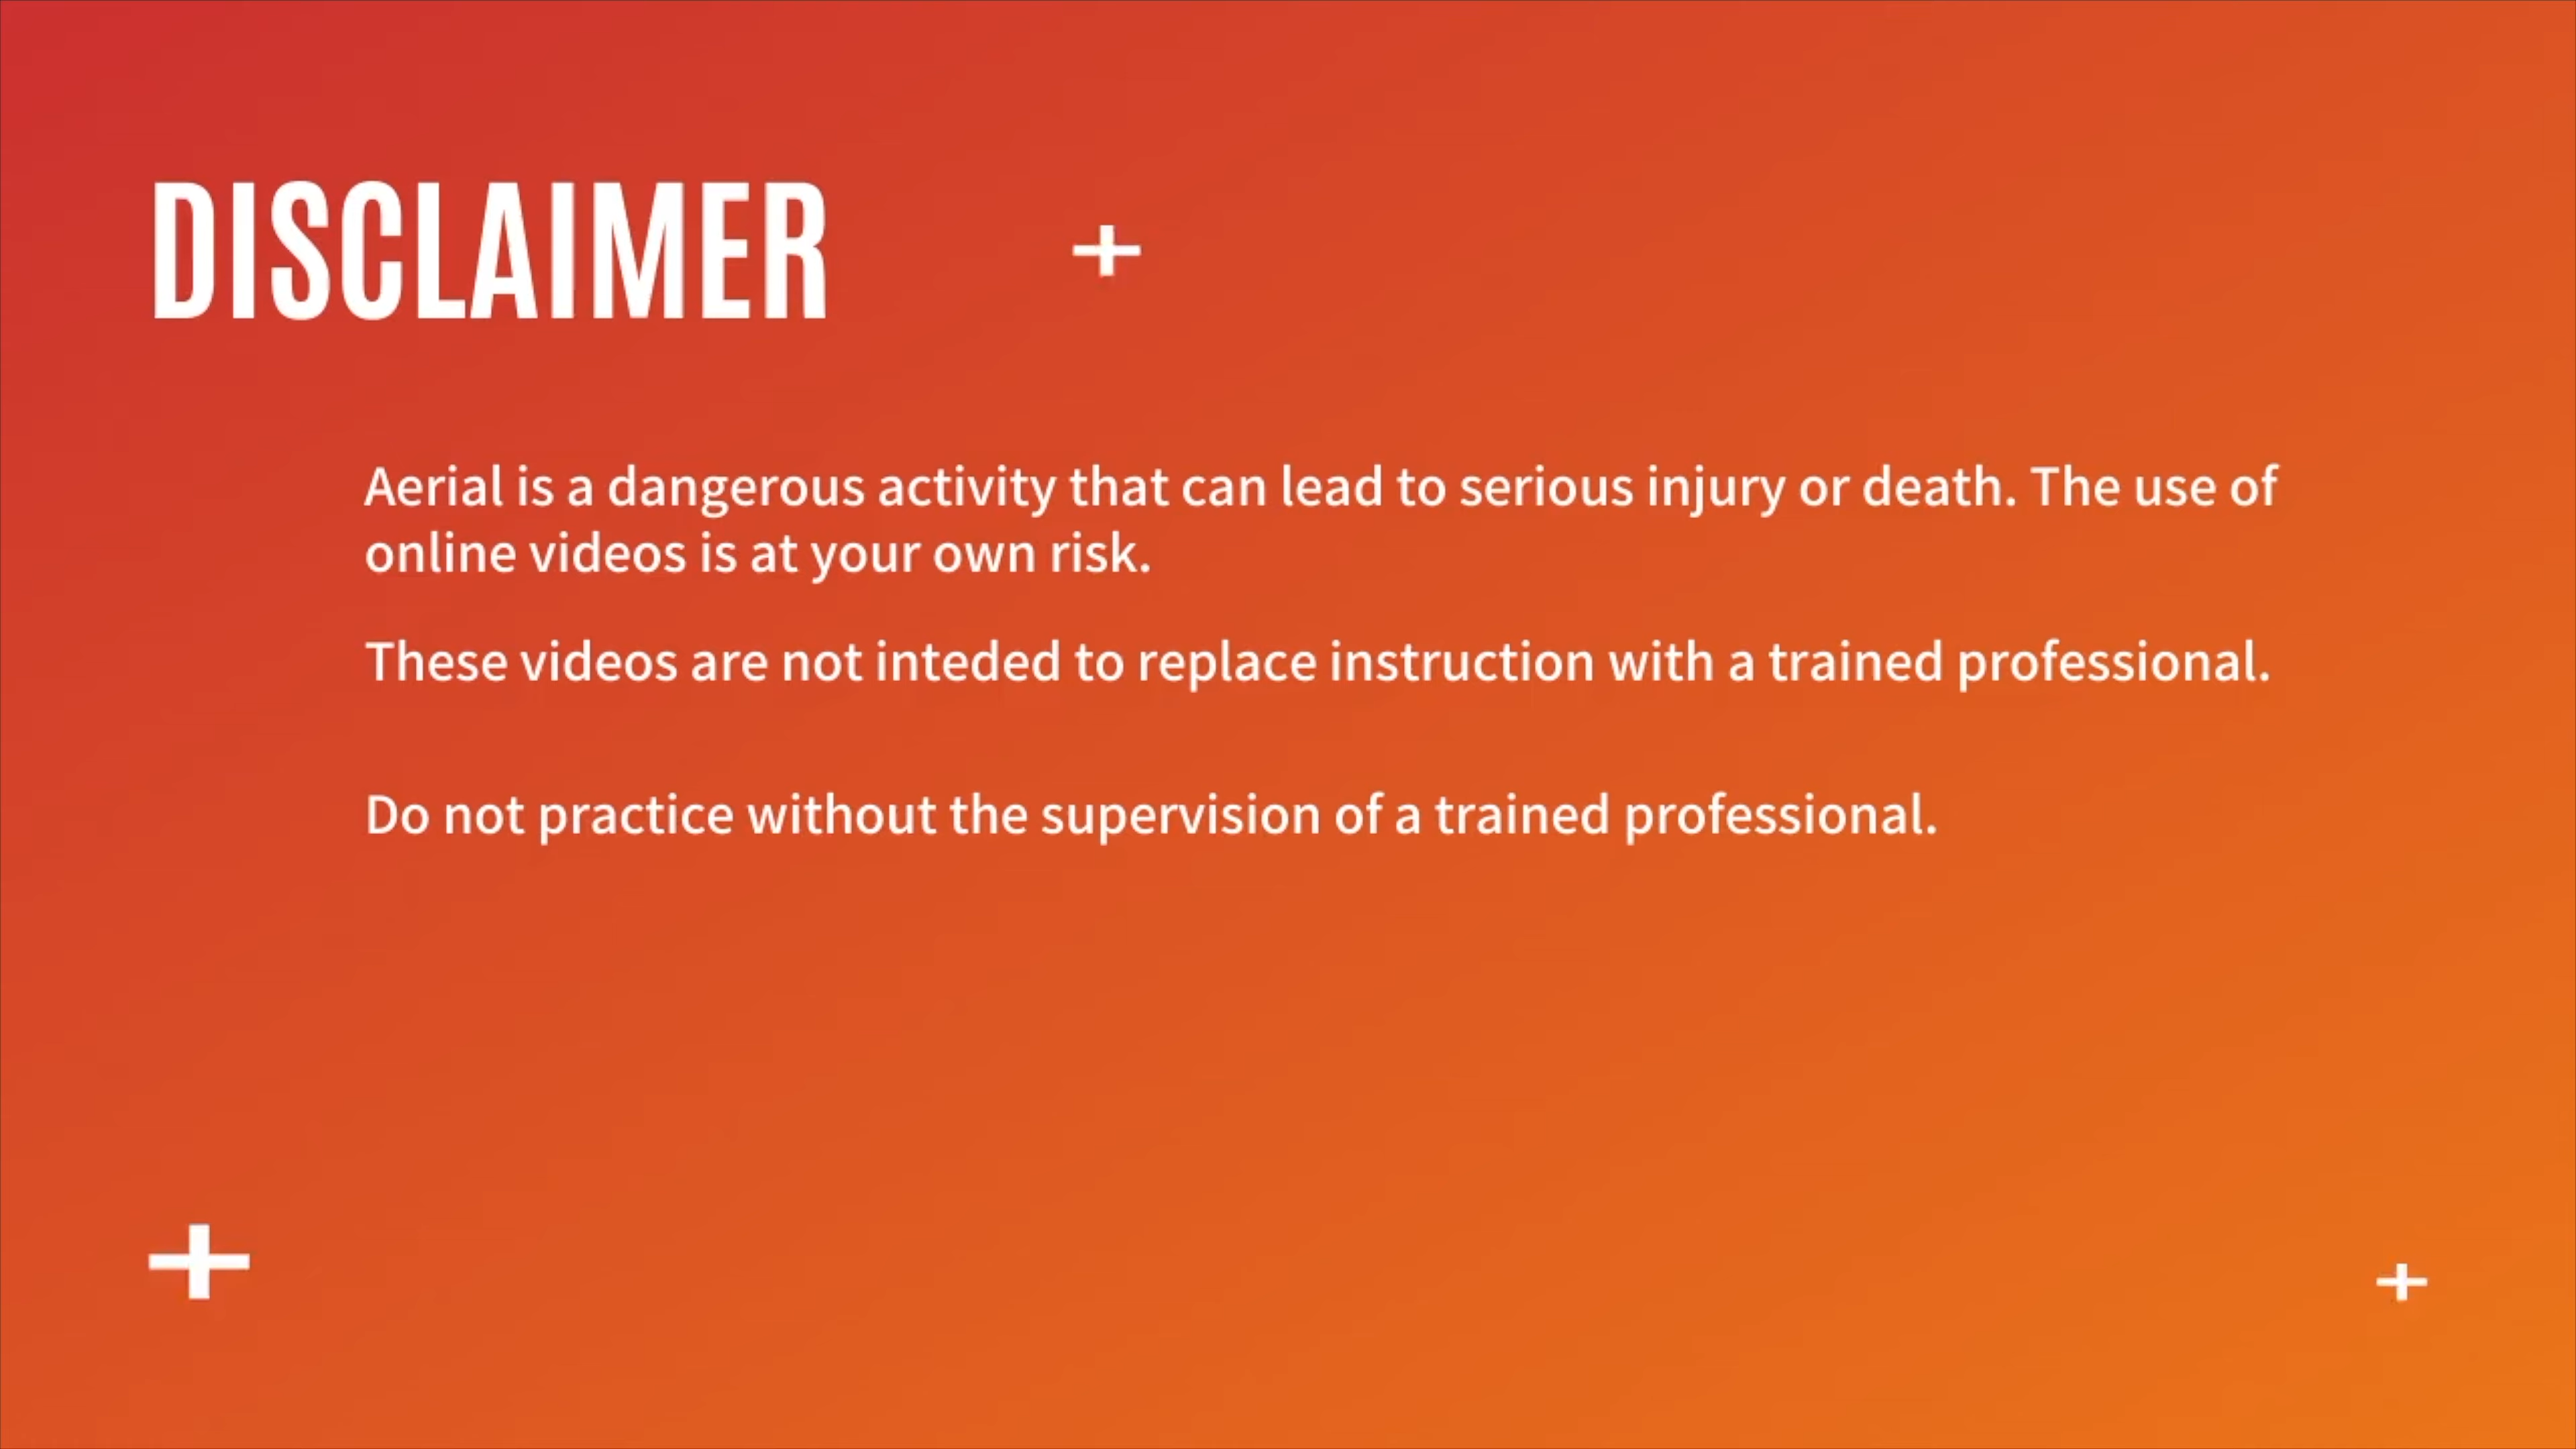 DISCLAIMER
Aerial is a dangerous activity that can lead to serious injury or death. The use of
online videos is at your own risk.
These videos are not inteded to replace instruction with a trained professional.
Do not practice without the supervision of a trained professional.